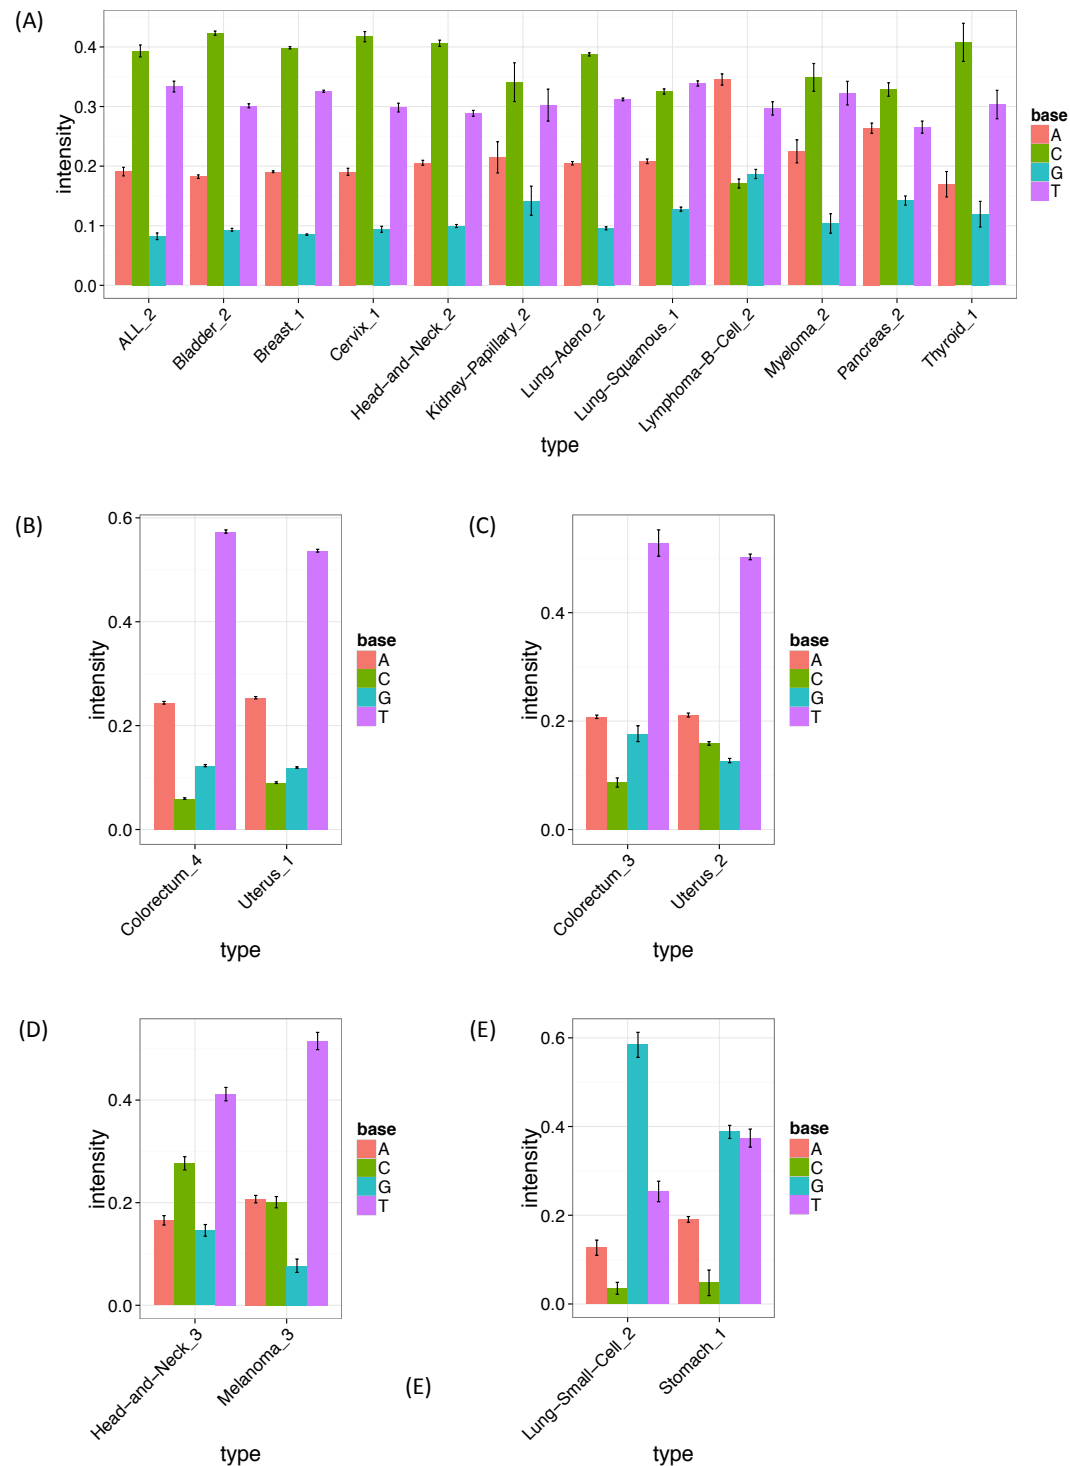 (A)
intensity
0.4
0.3
0.2
0.1
0.0
ALL_2
Bladder_2
Breast_1
Cervix_1
Head−and−Neck_2
Kidney−Papillary_2
Lung−Adeno_2
Lung−Squamous_1
Lymphoma−B−Cell_2
Myeloma_2
Pancreas_2
Thyroid_1
type
base
A
C
G
T
(B)
intensity
0.6
0.4
0.2
0.0
Colorectum_4
Uterus_1
type
base
A
C
G
T
(C)
intensity
0.4
0.2
0.0
Colorectum_3
Uterus_2
type
base
A
C
G
T
(D)
intensity
0.4
0.2
0.0
Head−and−Neck_3
Melanoma_3
type
base
A
C
G
T
(E)
intensity
0.6
0.4
0.2
0.0
Lung−Small−Cell_2
Stomach_1
type
base
A
C
G
T
(E)